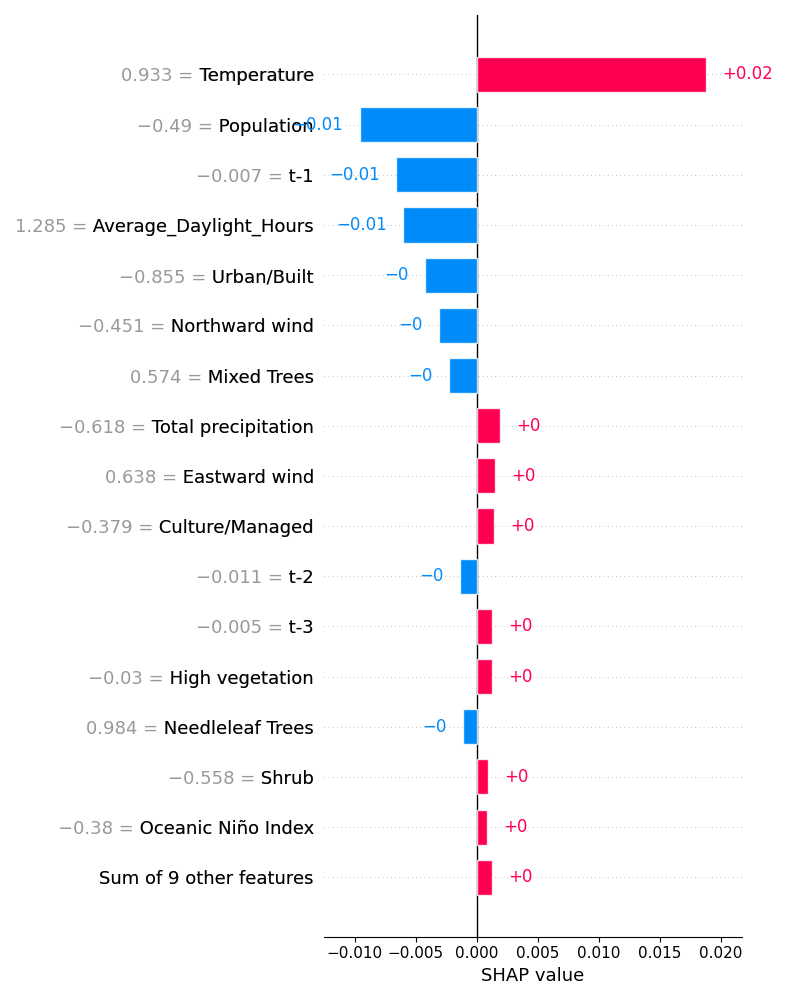 0.933 = Temperature +0.02
−0.49 = Population −0.01
−0.007 = t-1 −0.01
1.285 = Average_Daylight_Hours −0.01
−0.855 = Urban/Built −0
−0.451 = Northward wind −0
0.574 = Mixed Trees −0
−0.618 = Total precipitation +0
0.638 = Eastward wind +0
−0.379 = Culture/Managed +0
−0.011 = t-2 −0
−0.005 = t-3 +0
−0.03 = High vegetation +0
0.984 = Needleleaf Trees −0
−0.558 = Shrub +0
−0.38 = Oceanic Niño Index +0
Sum of 9 other features +0
−0.010 −0.005 0.000 0.005 0.010 0.015 0.020
SHAP value